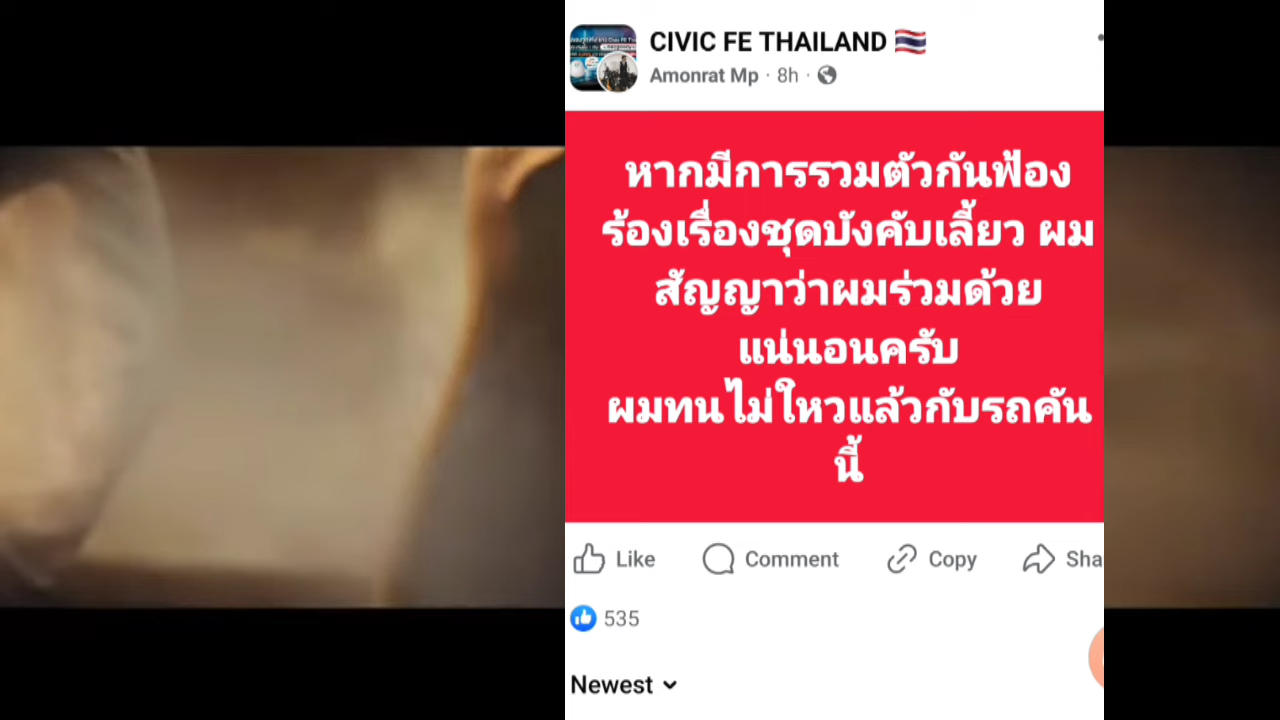 CIVIC FE THAILAND 🇹🇭
Amonrat Mp · 8h ·
หากมีการรวมตัวกันฟ้อง
ร้องเรื่องชุดบังคับเลี้ยว ผม
สัญญาว่าผมร่วมด้วย
แน่นอนครับ
ผมทนไม่ใหวแล้วกับรถคัน
นี้
Like Comment Copy Sha
535
Newest